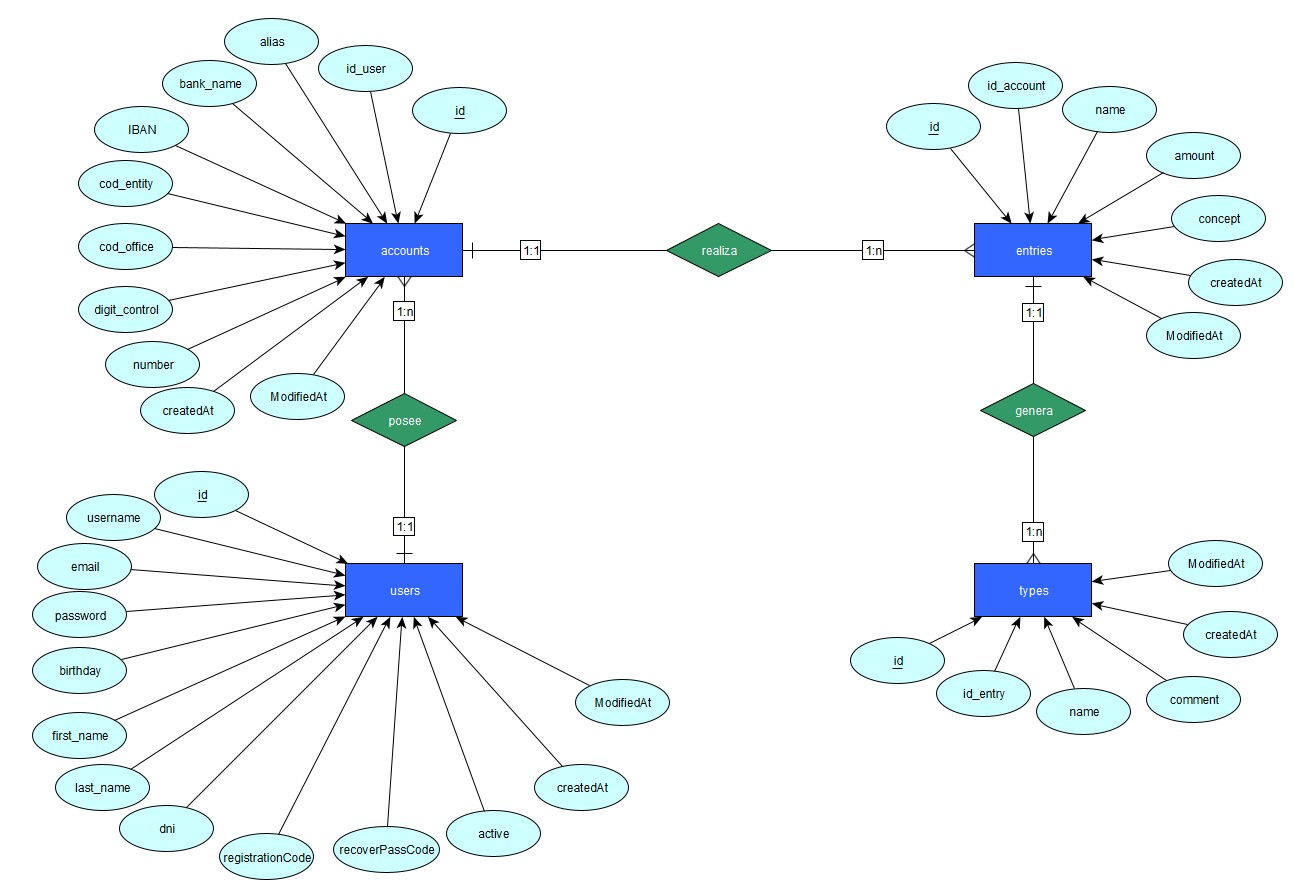 alias
id_user
bank_name
id
IBAN
cod_entity
cod_office
digit_control
number
createdAt
ModifiedAt
accounts
1:1
realiza
1:n
entries
id
id_account
name
amount
concept
createdAt
ModifiedAt
1:n
posee
1:1
1:1
genera
1:n
users
id
username
email
password
birthday
first_name
last_name
dni
registrationCode
recoverPassCode
active
createdAt
ModifiedAt
types
ModifiedAt
createdAt
comment
name
id_entry
id